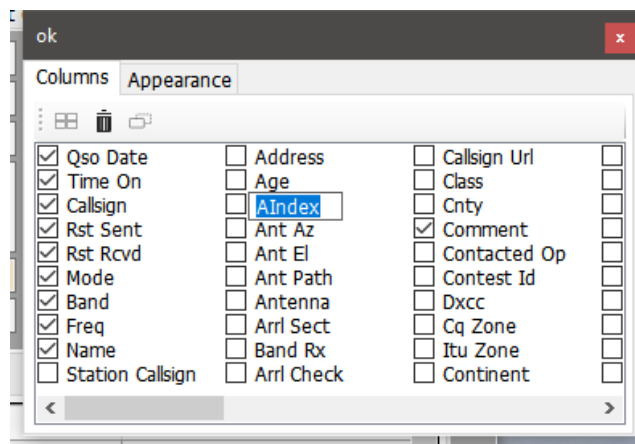 ok
x
Columns Appearance
Qso Date Address Callsign Url
Time On Age Class
Callsign AIndex Cnty
Rst Sent Ant Az Comment
Rst Rcvd Ant El Contacted Op
Mode Ant Path Contest Id
Band Antenna Dxcc
Freq Arrl Sect Cq Zone
Name Band Rx Itu Zone
Station Callsign Arrl Check Continent